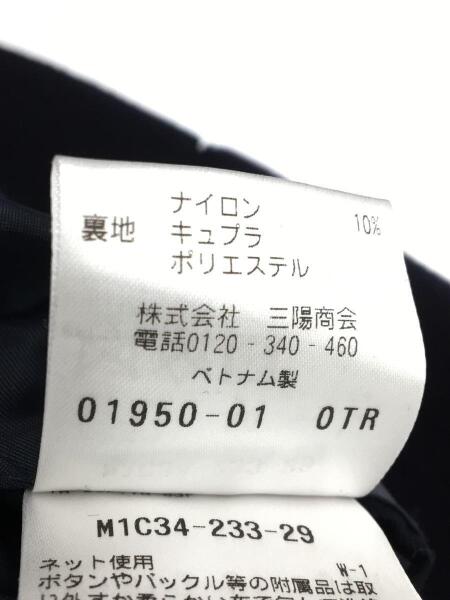 ナイロン 10%
裏地 キュプラ
ポリエステル
株式会社 三陽商会
電話0120-340-460
ベトナム製
01950-01 0TR
M1C34-233-29
W-1
ネット使用
ボタンやバックル等の附属品は取